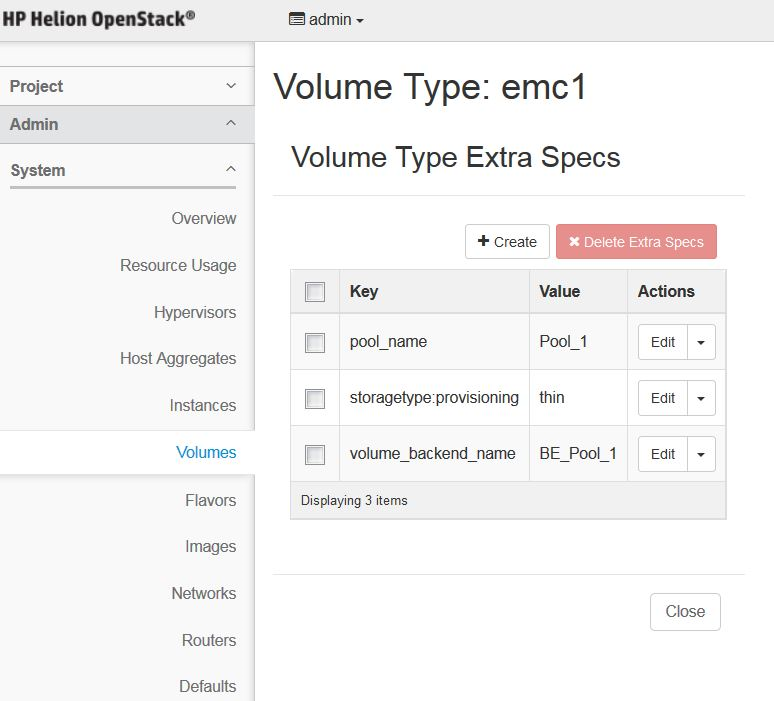 HP Helion OpenStack®
admin
Project
Admin
System
Overview
Resource Usage
Hypervisors
Host Aggregates
Instances
Volumes
Flavors
Images
Networks
Routers
Defaults
Volume Type: emc1
Volume Type Extra Specs
Create Delete Extra Specs
Key Value Actions
pool_name Pool_1 Edit
storagetype:provisioning thin Edit
volume_backend_name BE_Pool_1 Edit
Displaying 3 items
Close